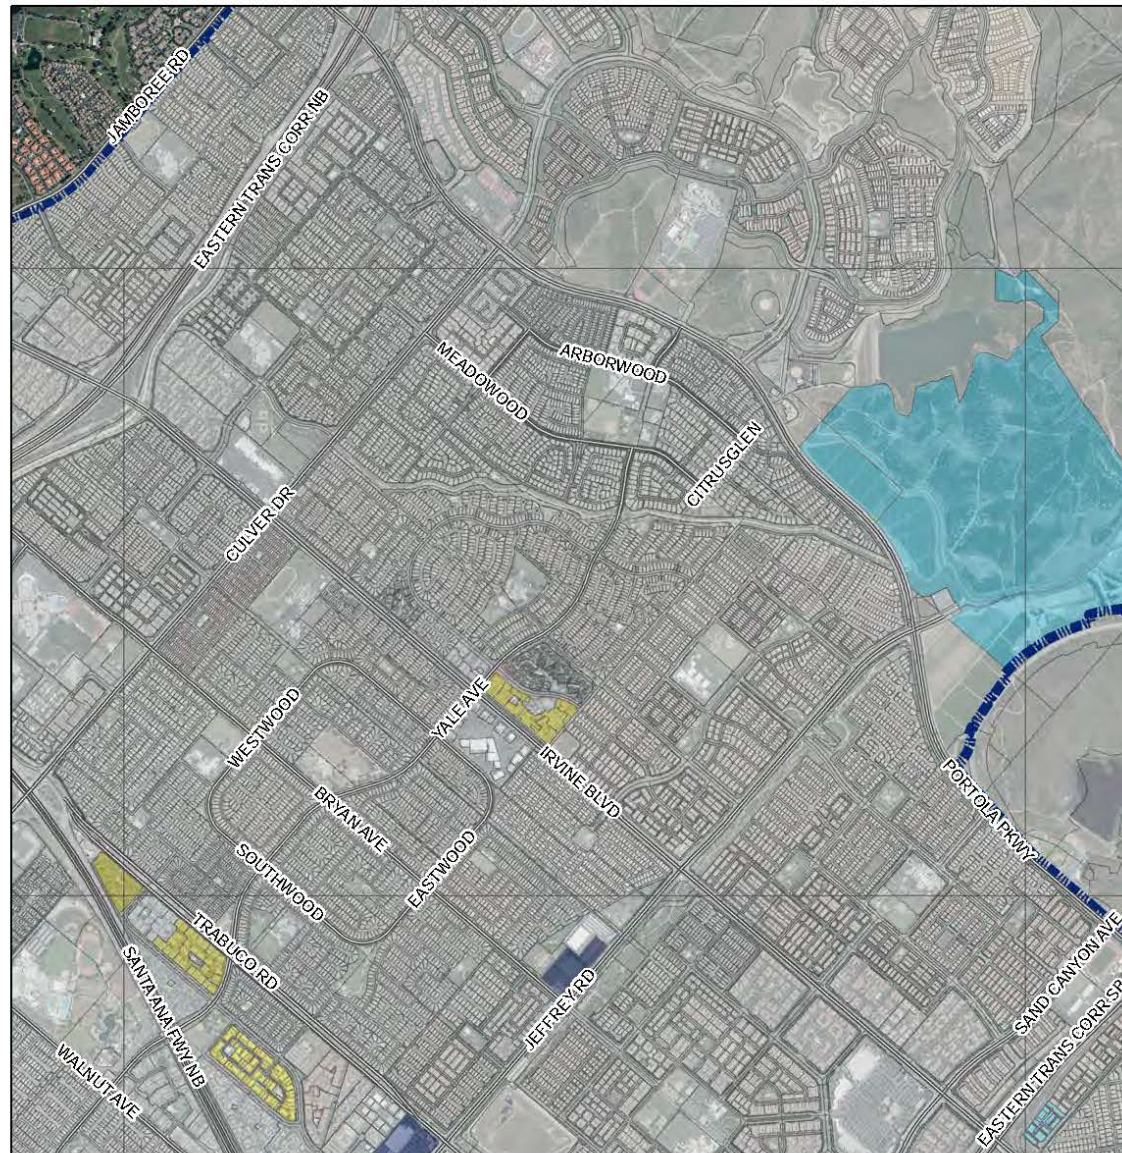 JAMBOREE RD
EASTERN TRANS CORR NB
ARBORWOOD
MEADOWOOD
CITRUSGLEN
CULVER DR
WESTWOOD
YALE AVE
IRVINE BLVD
BRYAN AVE
PORTOLA PKWY
EASTWOOD
SOUTHWOOD
TRABUCO RD
SANTA ANA FWY NB
JEFFREY RD
SAND CANYON AVE
EASTERN TRANS CORR SB
WALNUT AVE